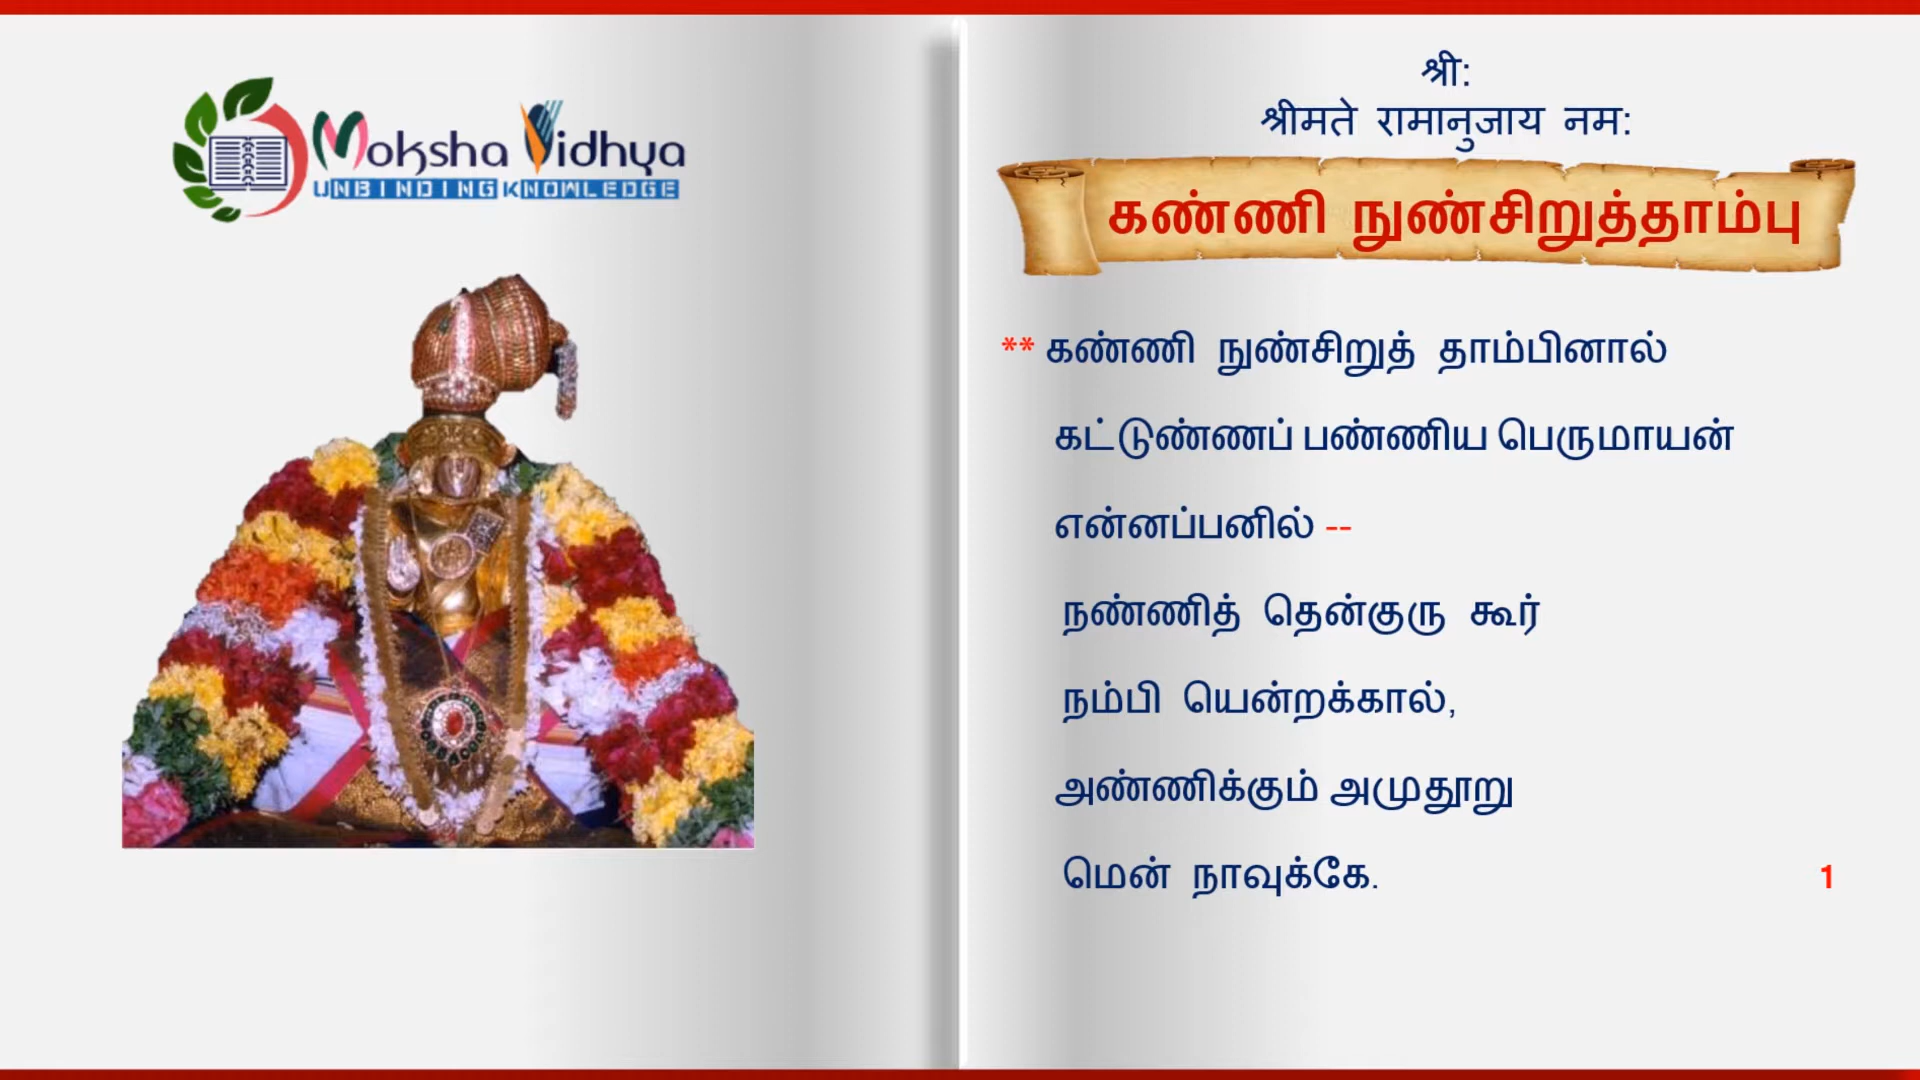 Moksha Vidhya
UNBINDING KNOWLEDGE
श्री:
श्रीमते रामानुजाय नम:
கண்ணி நுண்சிறுத்தாம்பு
** கண்ணி நுண்சிறுத் தாம்பினால்
கட்டுண்ணப் பண்ணிய பெருமாயன்
என்னப்பனில் --
நண்ணித் தென்குரு கூர்
நம்பி யென்றக்கால்,
அண்ணிக்கும் அமுதூறு
மென் நாவுக்கே. 1